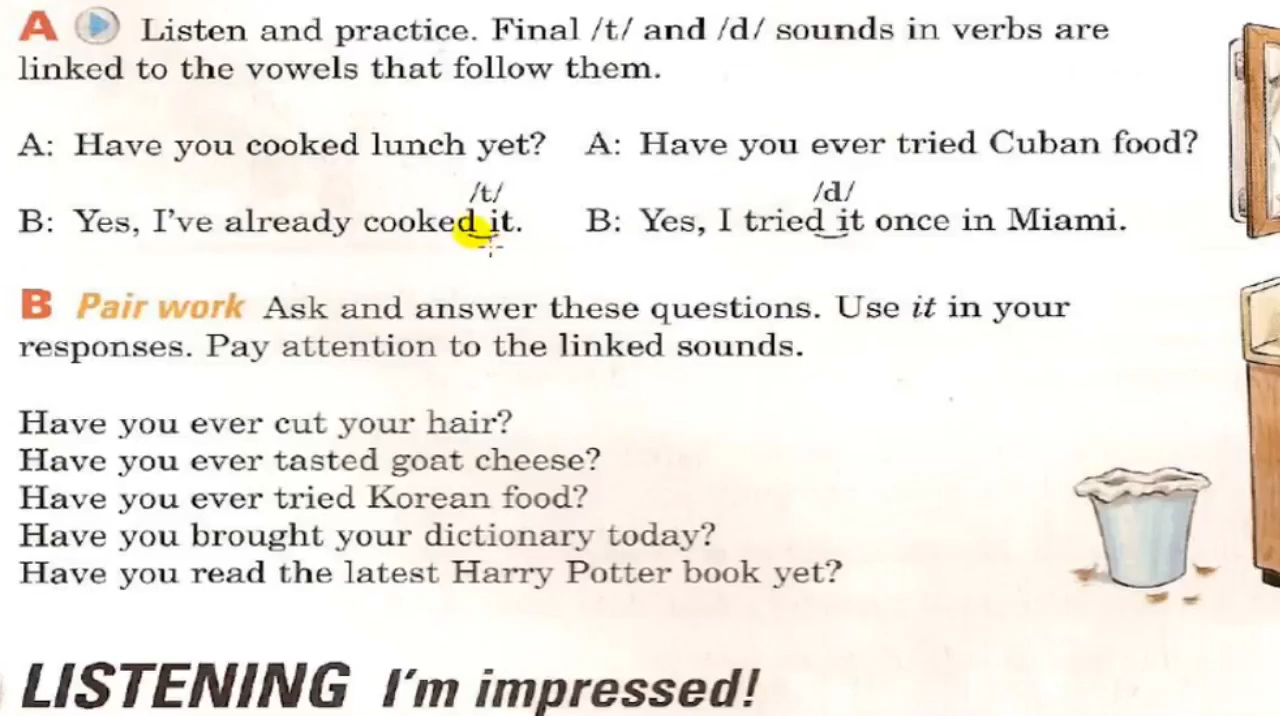 A Listen and practice. Final /t/ and /d/ sounds in verbs are
linked to the vowels that follow them.
A: Have you cooked lunch yet?
/t/
B: Yes, I've already cooked it.
A: Have you ever tried Cuban food?
/d/
B: Yes, I tried it once in Miami.
B Pair work Ask and answer these questions. Use it in your
responses. Pay attention to the linked sounds.
Have you ever cut your hair?
Have you ever tasted goat cheese?
Have you ever tried Korean food?
Have you brought your dictionary today?
Have you read the latest Harry Potter book yet?
LISTENING I'm impressed!